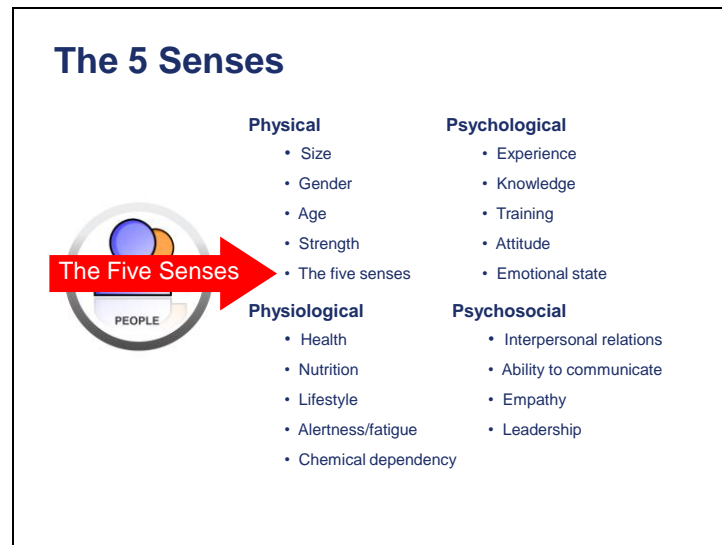 The 5 Senses
Physical
• Size
• Gender
• Age
• Strength
• The five senses
Psychological
• Experience
• Knowledge
• Training
• Attitude
• Emotional state
The Five Senses
PEOPLE
Physiological
• Health
• Nutrition
• Lifestyle
• Alertness/fatigue
• Chemical dependency
Psychosocial
• Interpersonal relations
• Ability to communicate
• Empathy
• Leadership